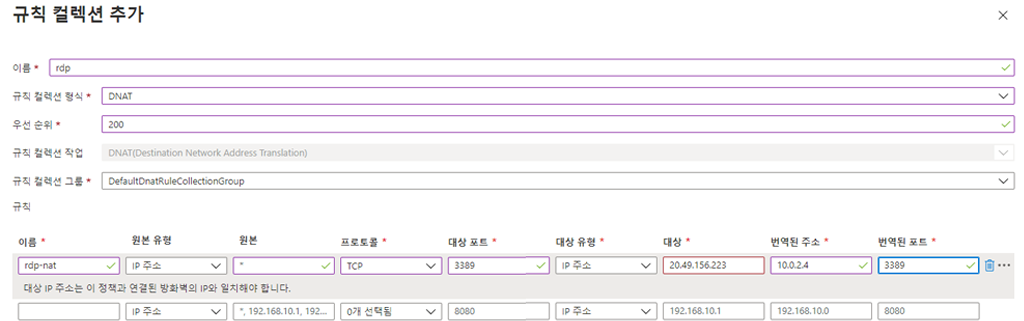 규칙 컬렉션 추가
이름 * rdp
규칙 컬렉션 형식 * DNAT
우선 순위 * 200
규칙 컬렉션 작업 DNAT(Destination Network Address Translation)
규칙 컬렉션 그룹 * DefaultDnatRuleCollectionGroup
규칙
이름 * 원본 유형 원본 프로토콜 * 대상 포트 * 대상 유형 * 대상 * 번역된 주소 * 번역된 포트 *
rdp-nat IP 주소 * TCP 3389 IP 주소 20.49.156.223 10.0.2.4 3389
대상 IP 주소는 이 정책과 연결된 방화벽의 IP와 일치해야 합니다.
IP 주소 *, 192.168.10.1, 192... 0개 선택됨 8080 IP 주소 192.168.10.1 192.168.10.0 8080